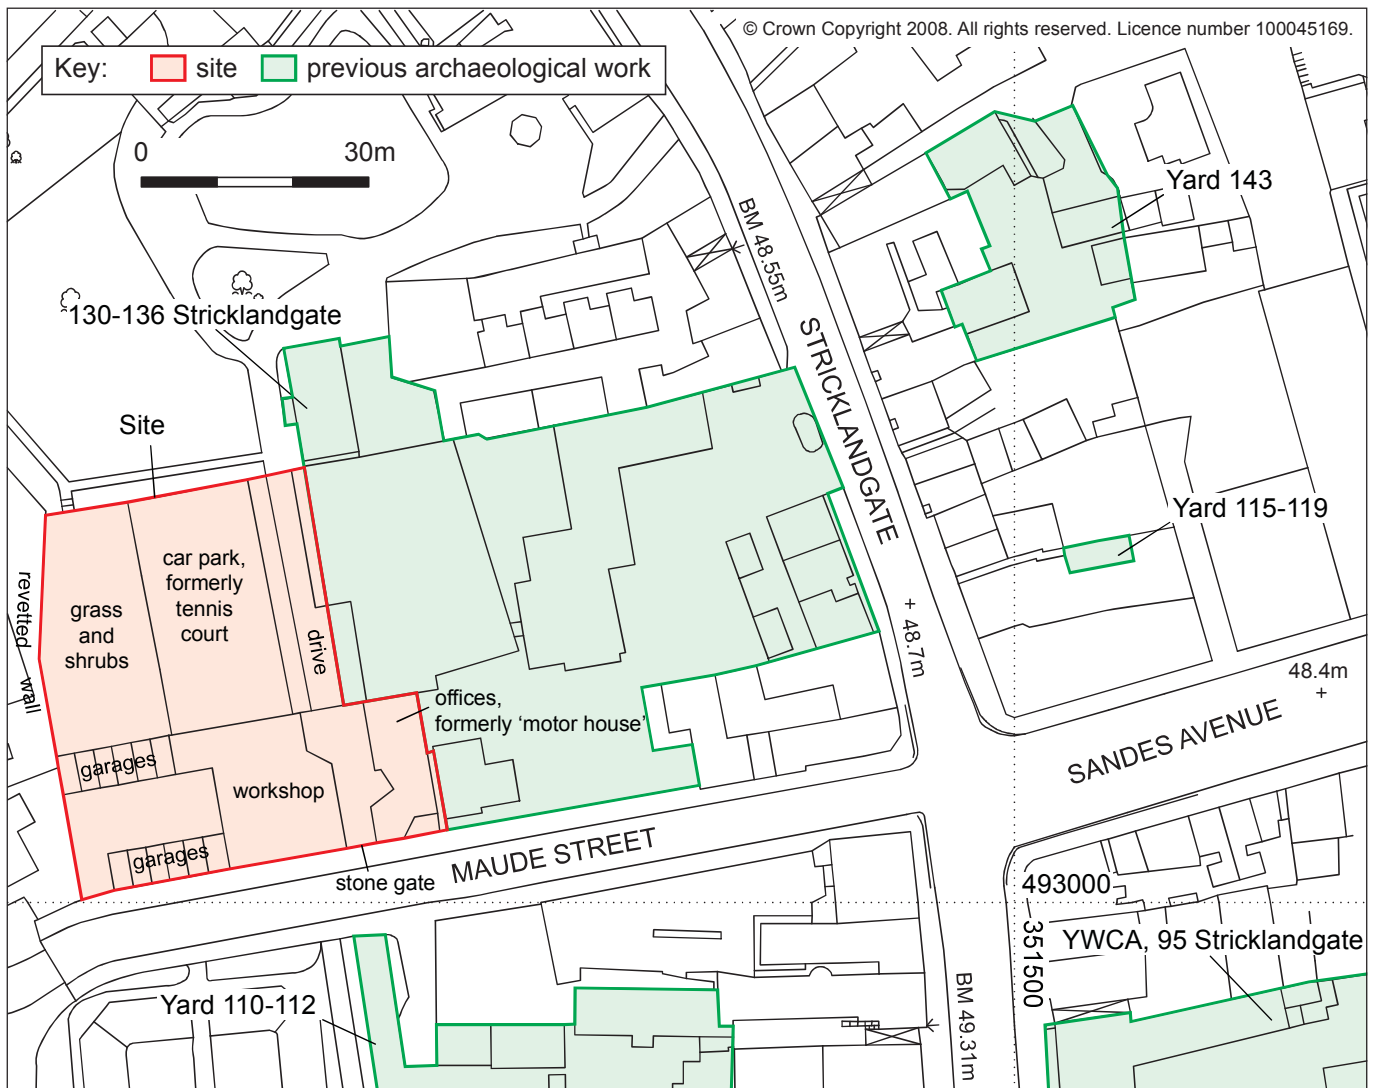 © Crown Copyright 2008. All rights reserved. Licence number 100045169.
Key: site previous archaeological work
0 30m
Yard 143
BM 48.55m
130-136 Stricklandgate
STRICKLANDGATE
Site
Yard 115-119
car park,
formerly
tennis
court
grass
and
shrubs
revetted wall
drive
+ 48.7m
48.4m
+
offices,
formerly ‘motor house’
SANDES AVENUE
garages
workshop
garages
MAUDE STREET
stone gate
493000
351500
YWCA, 95 Stricklandgate
Yard 110-112
BM 49.31m